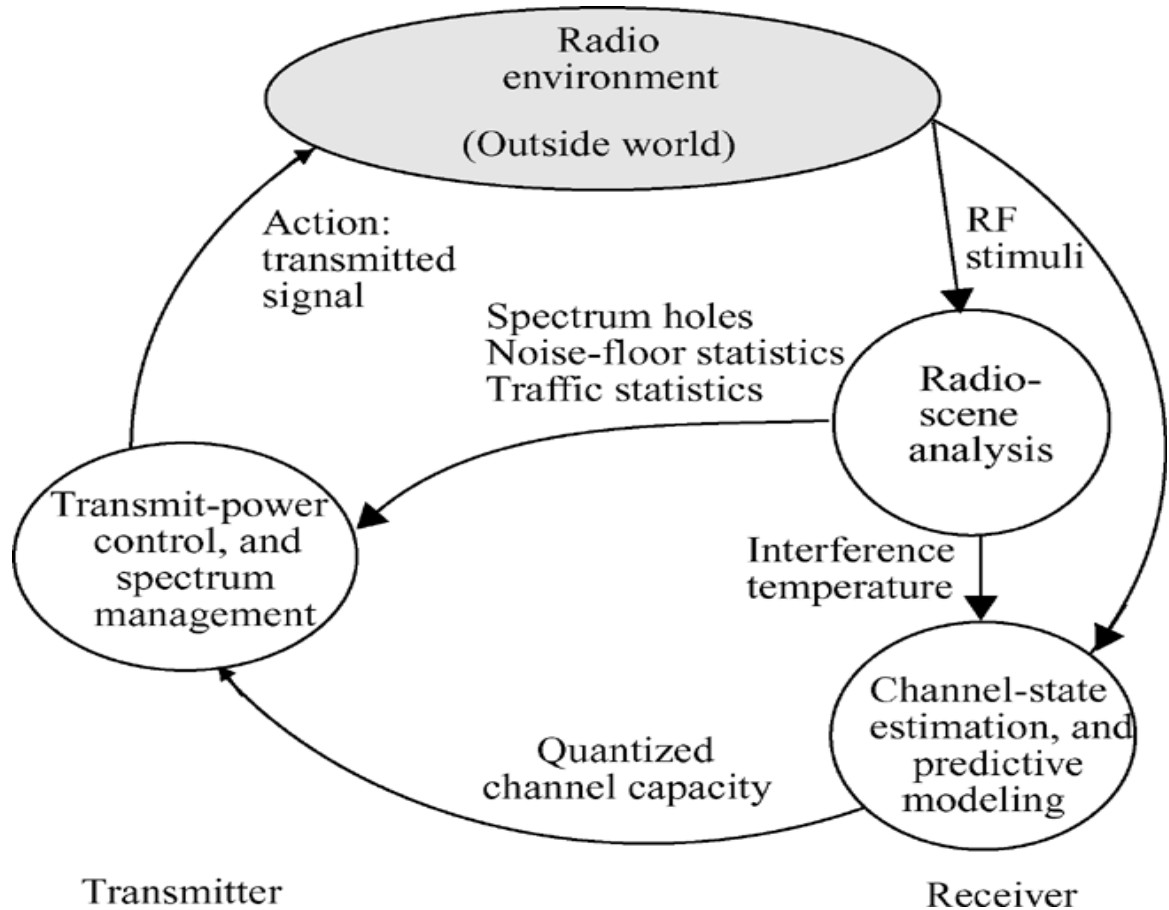 Radio
environment
(Outside world)
Action:
transmitted
signal
RF
stimuli
Spectrum holes
Noise-floor statistics
Traffic statistics
Radio-
scene
analysis
Transmit-power
control, and
spectrum
management
Interference
temperature
Channel-state
estimation, and
predictive
modeling
Quantized
channel capacity
Transmitter
Receiver